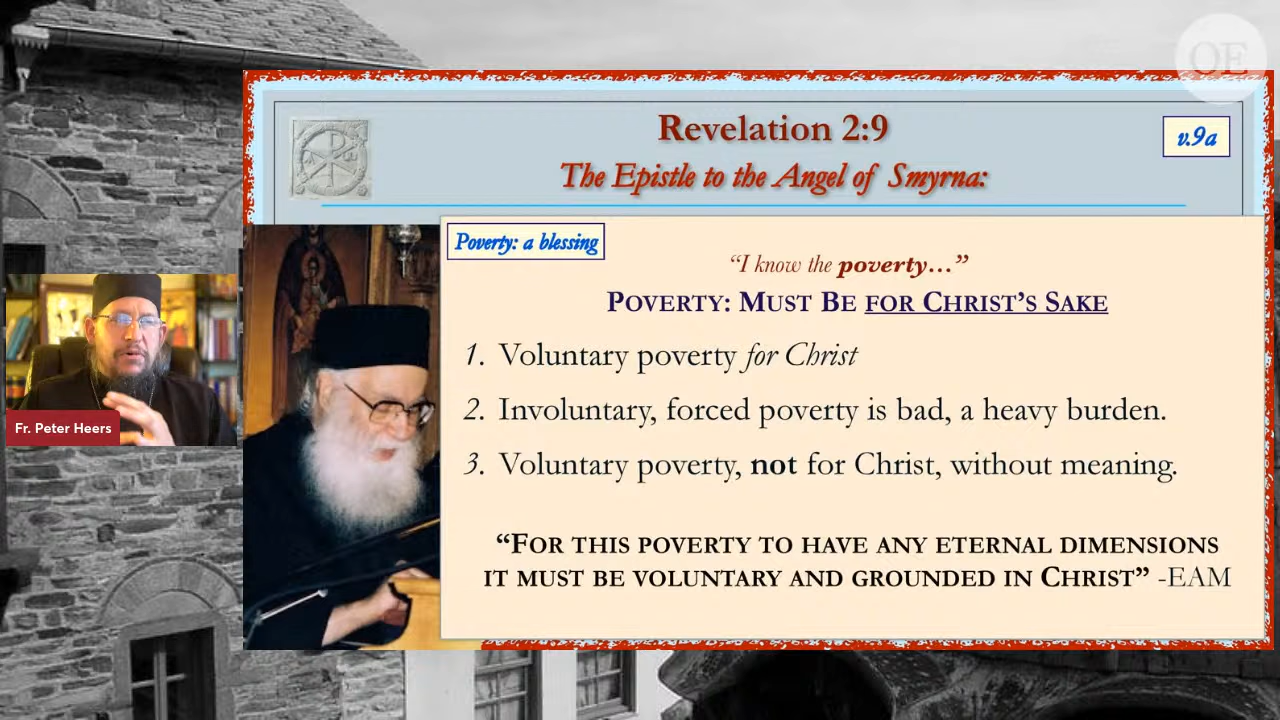 OE
Revelation 2:9
v.9a
The Epistle to the Angel of Smyrna:
Poverty: a blessing
“I know the poverty…”
POVERTY: MUST BE FOR CHRIST’S SAKE
1. Voluntary poverty for Christ
2. Involuntary, forced poverty is bad, a heavy burden.
3. Voluntary poverty, not for Christ, without meaning.
“FOR THIS POVERTY TO HAVE ANY ETERNAL DIMENSIONS
IT MUST BE VOLUNTARY AND GROUNDED IN CHRIST” -EAM
Fr. Peter Heers